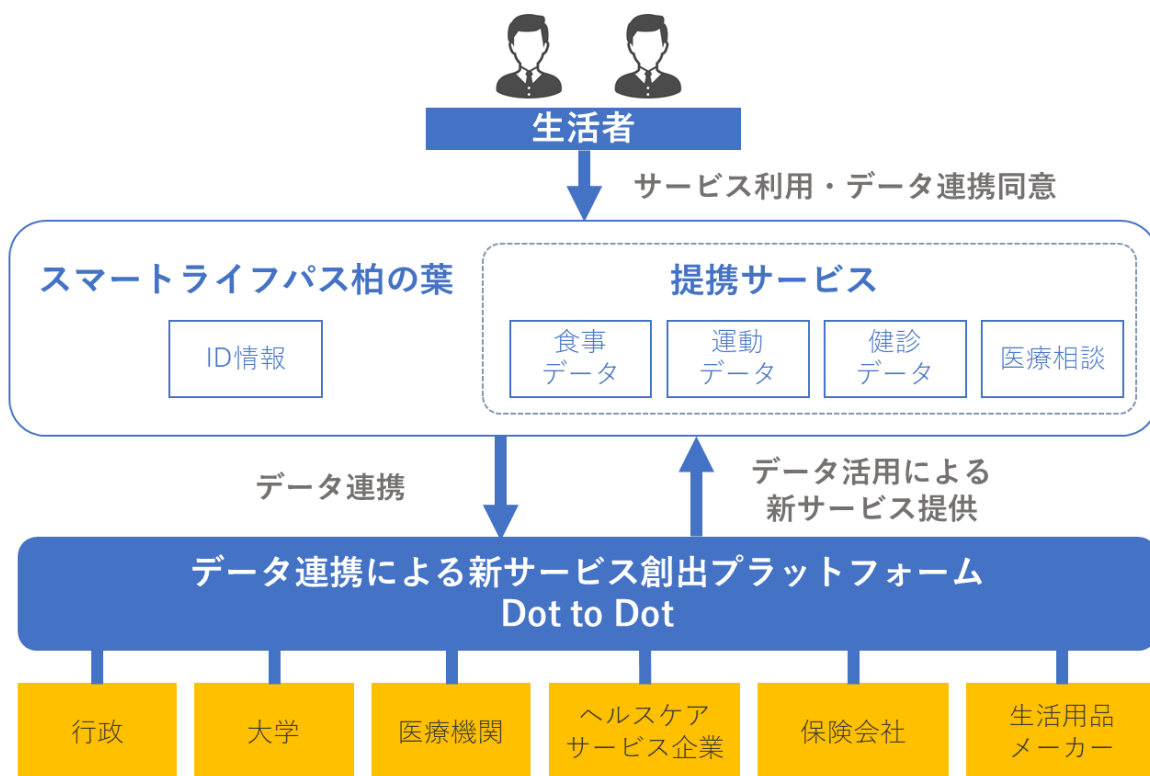 生活者
サービス利用・データ連携同意
スマートライフパス柏の葉
ID情報
提携サービス
食事
データ
運動
データ
健診
データ
医療相談
データ連携
データ活用による
新サービス提供
データ連携による新サービス創出プラットフォーム
Dot to Dot
行政
大学
医療機関
ヘルスケア
サービス企業
保険会社
生活用品
メーカー